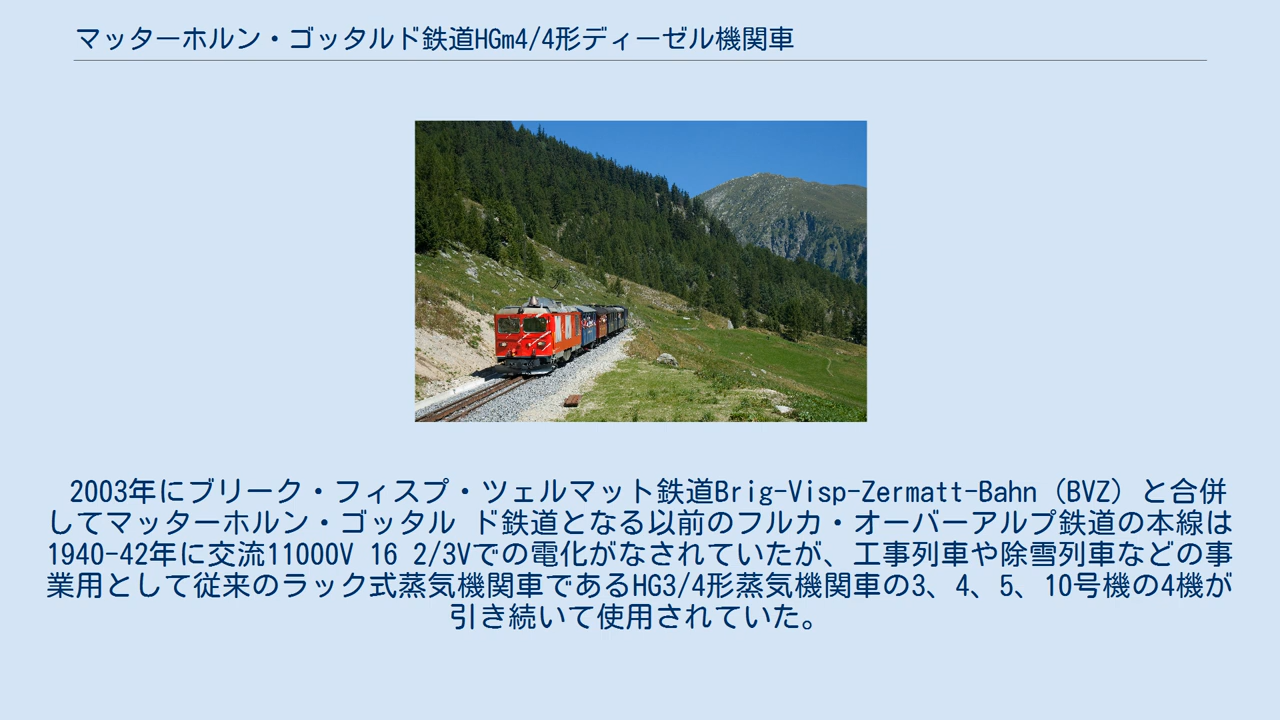 マッターホルン・ゴッタルド鉄道HGm4/4形ディーゼル機関車
2003年にブリーク・フィスプ・ツェルマット鉄道Brig-Visp-Zermatt-Bahn (BVZ) と合併
してマッターホルン・ゴッタル ド鉄道となる以前のフルカ・オーバーアルプ鉄道の本線は
1940-42年に交流11000V 16 2/3Vでの電化がなされていたが、工事列車や除雪列車などの事
業用として従来のラック式蒸気機関車であるHG3/4形蒸気機関車の3、4、5、10号機の4機が
引き続いて使用されていた。